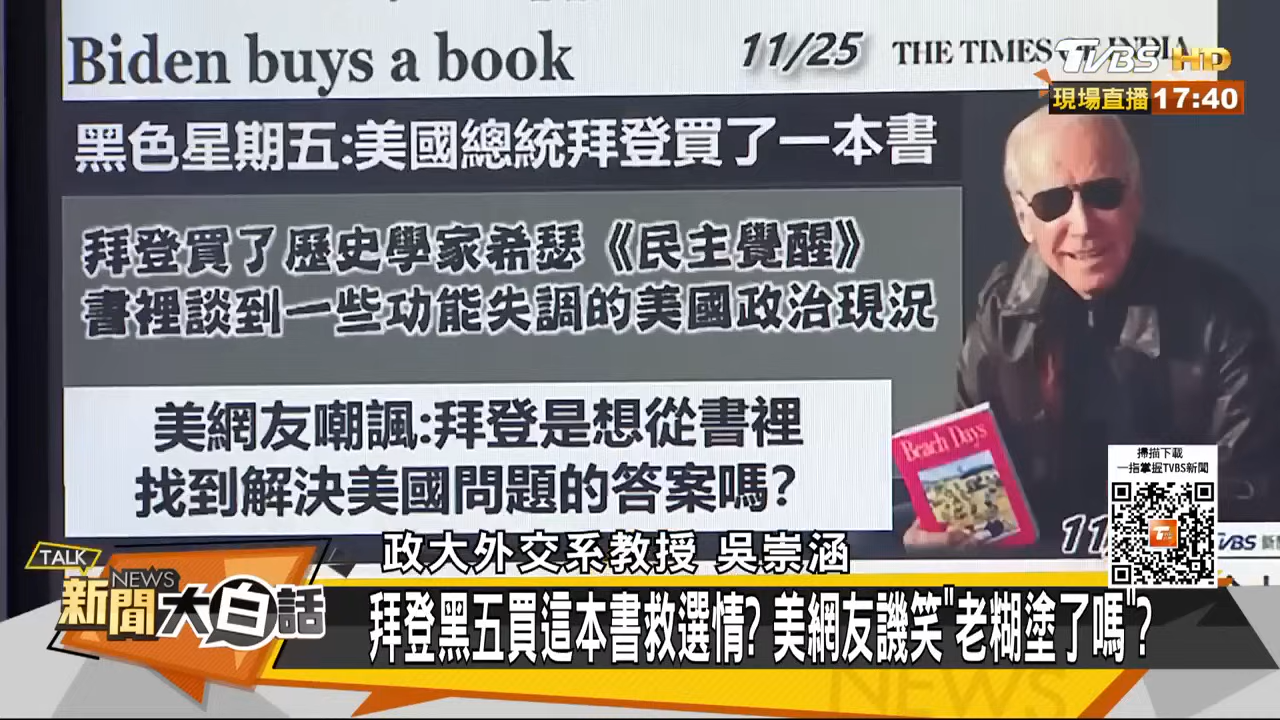 Biden buys a book
11/25
THE TIMES OF INDIA
TVBS HD
現場直播 17:40
黑色星期五:美國總統拜登買了一本書
拜登買了歷史學家希瑟《民主覺醒》
書裡談到一些功能失調的美國政治現況
美網友嘲諷:拜登是想從書裡
找到解決美國問題的答案嗎?
Beach Days
掃描下載
一指掌握TVBS新聞
11/
TVBS 新聞
政大外交系教授 吳崇涵
TALK
NEWS
新聞大白話
拜登黑五買這本書救選情? 美網友譏笑"老糊塗了嗎"?
NEWS